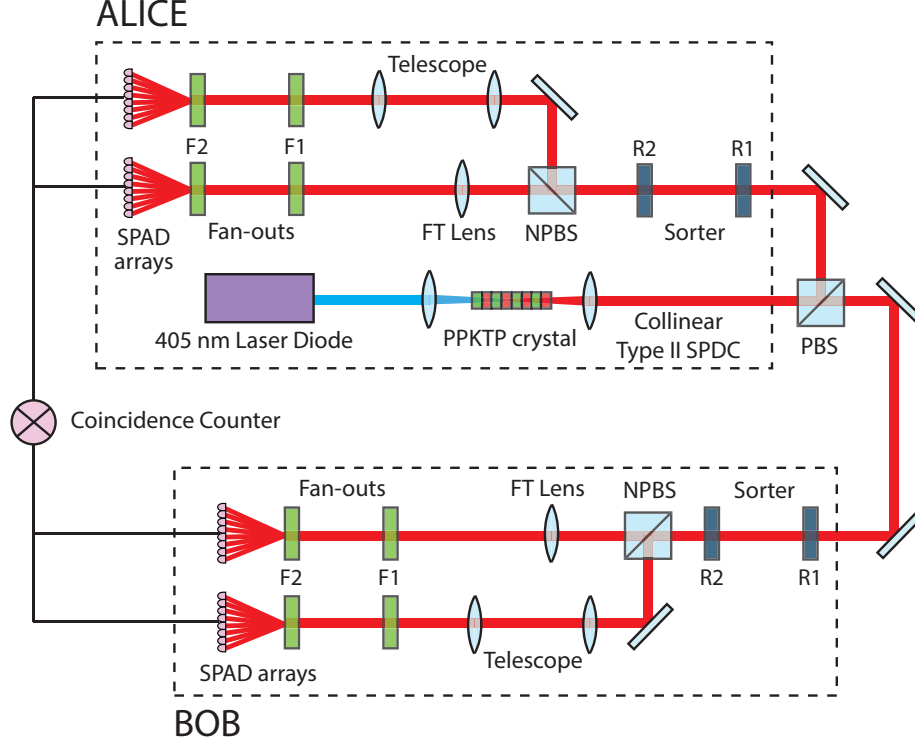 ALICE
Telescope
F2
F1
R2
R1
SPAD
arrays
Fan-outs
FT Lens
NPBS
Sorter
405 nm Laser Diode
PPKTP crystal
Collinear
Type II SPDC
PBS
Coincidence Counter
Fan-outs
FT Lens
NPBS
Sorter
F2
F1
R2
R1
SPAD arrays
Telescope
BOB